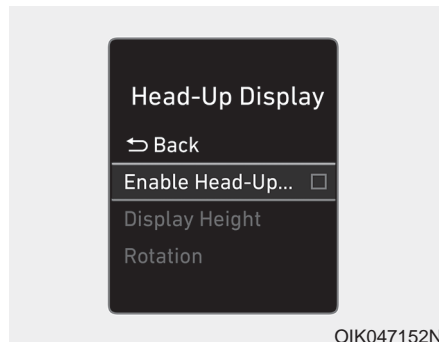 Head-Up Display
⮌ Back
Enable Head-Up... □
Display Height
Rotation
OIK047152N